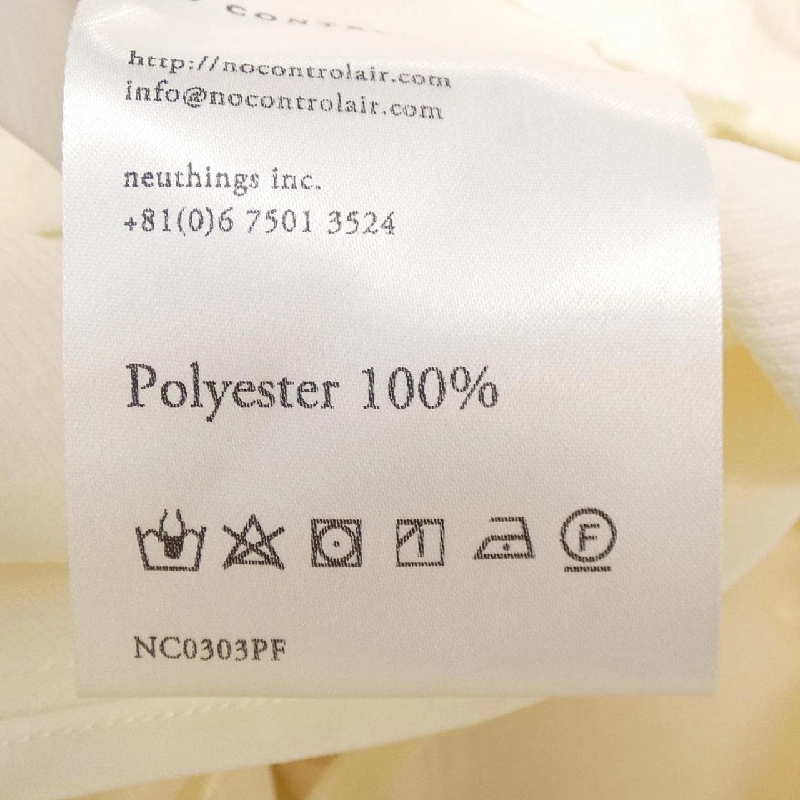 http://nocontrolair.com
info@nocontrolair.com
neuthings inc.
+81(0)6 7501 3524
Polyester 100%
F
NC0303PF